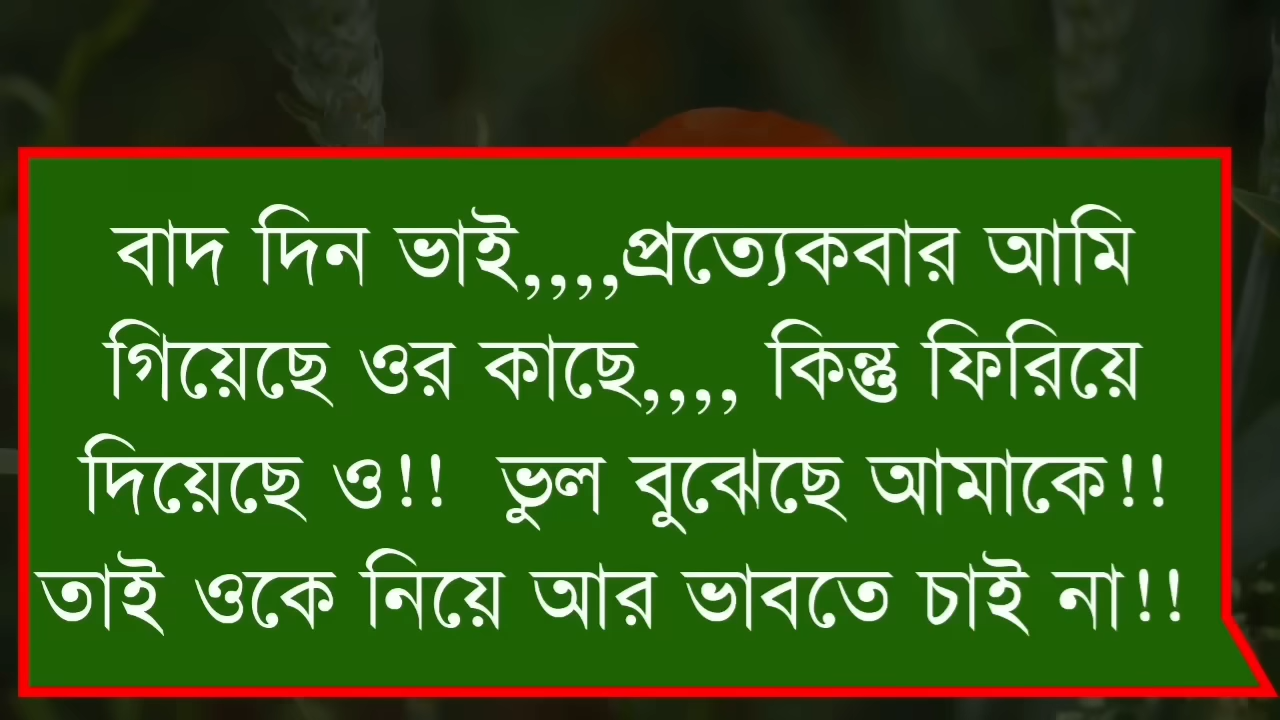 বাদ দিন ভাই,,,,প্রত্যেকবার আমি
গিয়েছে ওর কাছে,,,, কিন্তু ফিরিয়ে
দিয়েছে ও!! ভুল বুঝেছে আমাকে!!
তাই ওকে নিয়ে আর ভাবতে চাই না!!